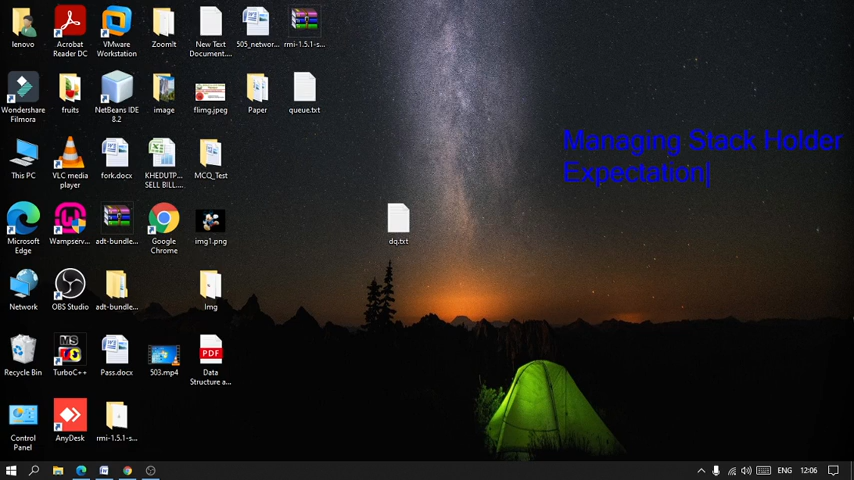 lenovo
Acrobat
Reader DC
VMware
Workstation
ZoomIt
New Text
Document....
505_networ...
rmi-1.5.1-s...
Wondershare
Filmora
fruits
NetBeans IDE
8.2
image
flimg.jpeg
Paper
queue.txt
Managing Stack Holder
Expectation
This PC
VLC media
player
fork.docx
KHEDUTP...
SELL BILL....
MCQ_Test
Microsoft
Edge
Wampserv...
adt-bundle...
Google
Chrome
img1.png
dq.txt
Network
OBS Studio
adt-bundle...
Img
Recycle Bin
MS
TurboC++
Pass.docx
503.mp4
PDF
Data
Structure a...
Control
Panel
AnyDesk
rmi-1.5.1-s...
ENG
12:06